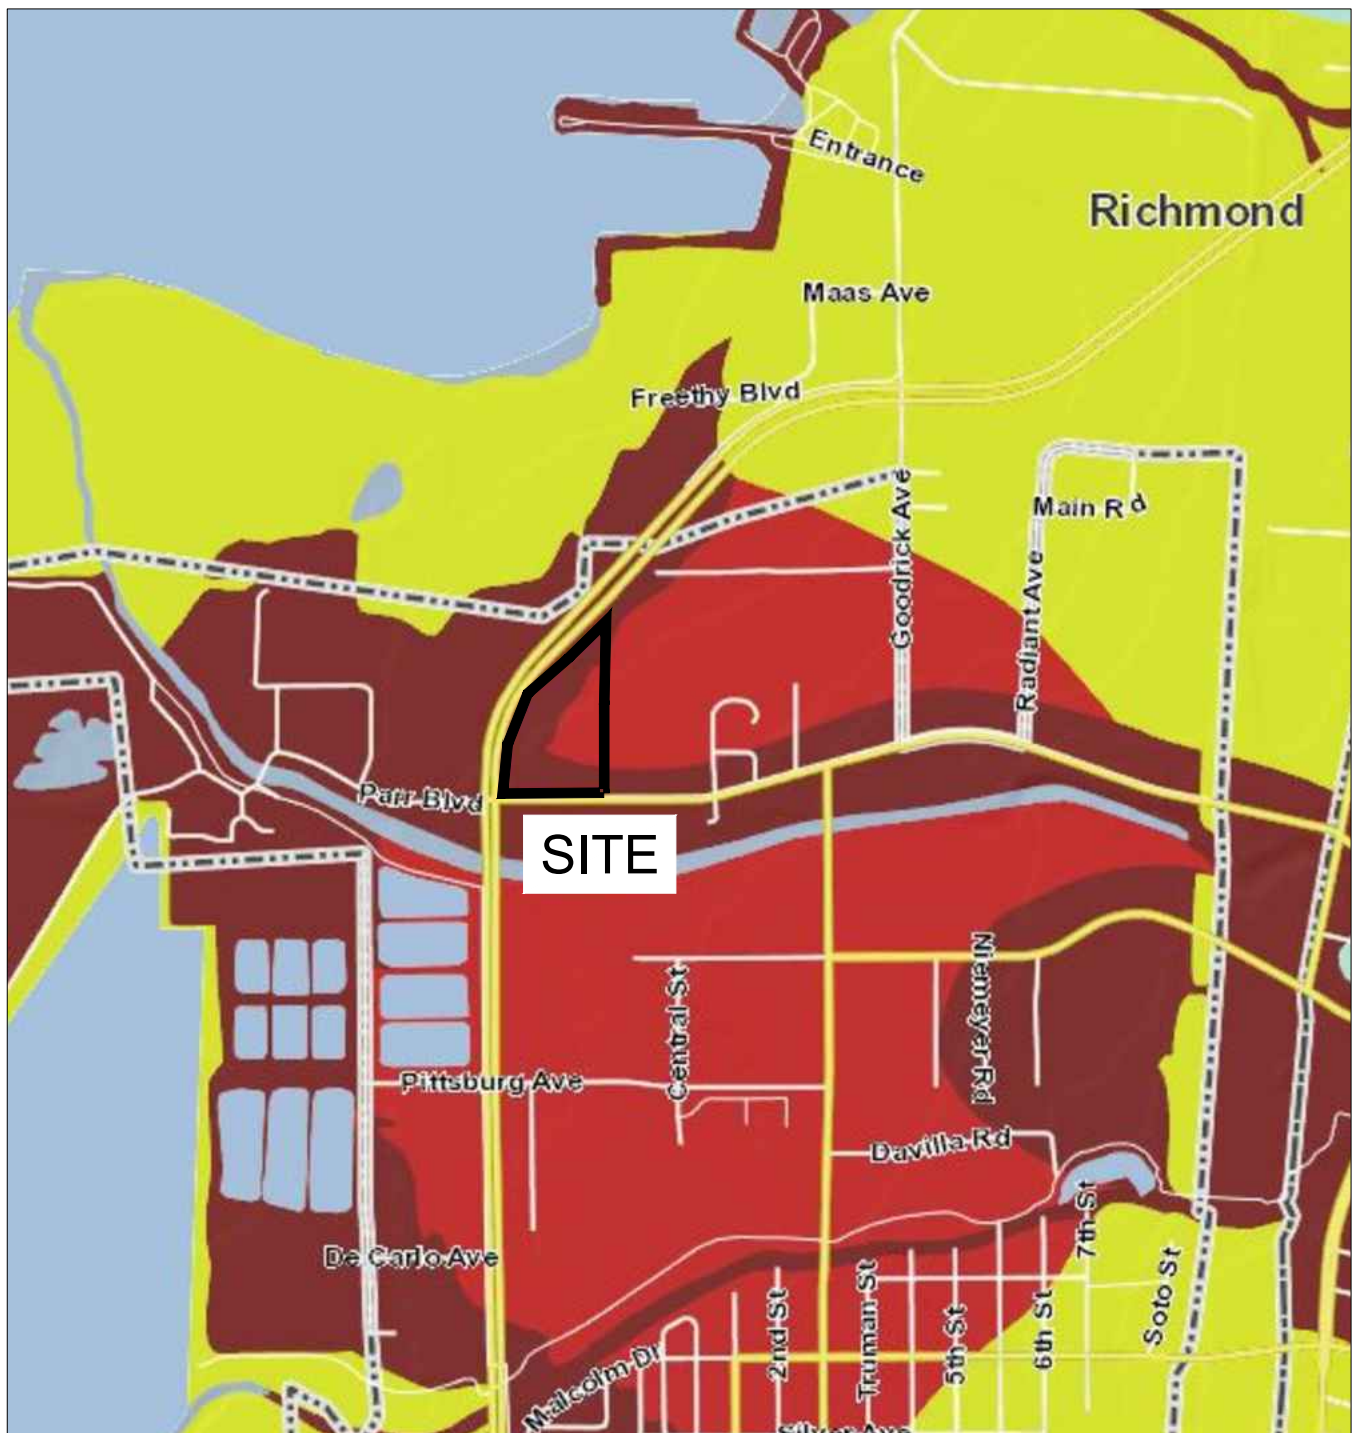 Entrance
Richmond
Maas Ave
Freethy Blvd
Goodrick Ave
Main Rd
Radiant Ave
Parr Blvd
SITE
Central St
Niemeyer Rd
Pittsburg Ave
Davilla Rd
De Carlo Ave
7th St
Soto St
2nd St
Truman St
5th St
6th St
Malcolm Dr
Silver Ave